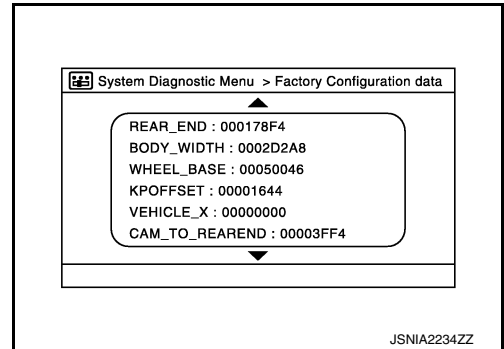 System Diagnostic Menu > Factory Configuration data
REAR_END : 000178F4
BODY_WIDTH : 0002D2A8
WHEEL_BASE : 00050046
KPOFFSET : 00001644
VEHICLE_X : 00000000
CAM_TO_REAREND : 00003FF4
JSNIA2234ZZ